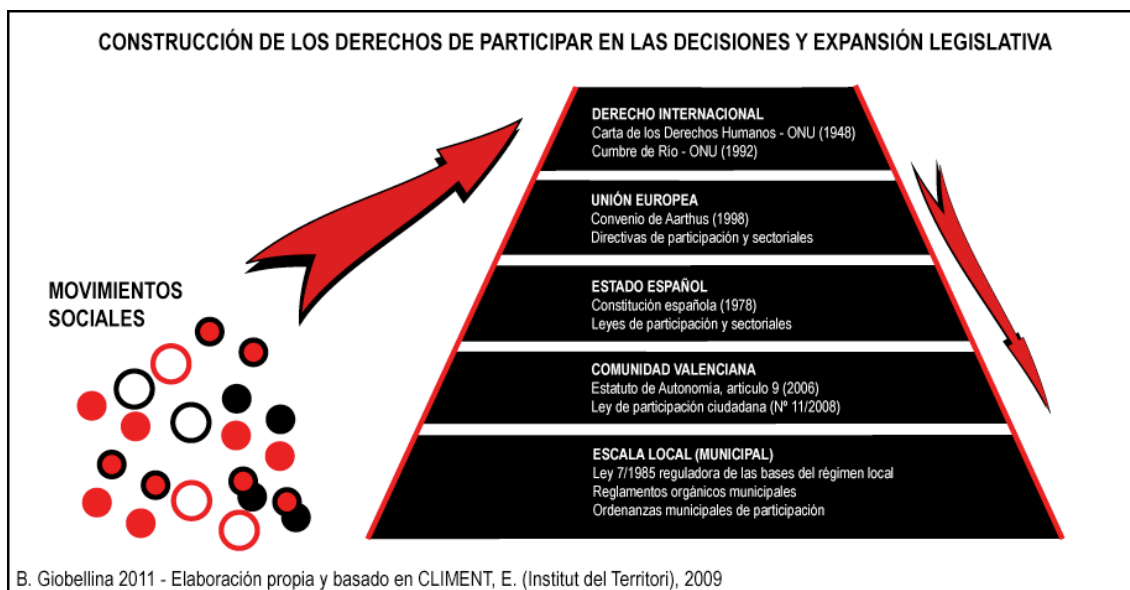 CONSTRUCCIÓN DE LOS DERECHOS DE PARTICIPAR EN LAS DECISIONES Y EXPANSIÓN LEGISLATIVA
MOVIMIENTOS
SOCIALES
DERECHO INTERNACIONAL
Carta de los Derechos Humanos - ONU (1948)
Cumbre de Río - ONU (1992)
UNIÓN EUROPEA
Convenio de Aarthus (1998)
Directivas de participación y sectoriales
ESTADO ESPAÑOL
Constitución española (1978)
Leyes de participación y sectoriales
COMUNIDAD VALENCIANA
Estatuto de Autonomía, artículo 9 (2006)
Ley de participación ciudadana (Nº 11/2008)
ESCALA LOCAL (MUNICIPAL)
Ley 7/1985 reguladora de las bases del régimen local
Reglamentos orgánicos municipales
Ordenanzas municipales de participación
B. Giobellina 2011 - Elaboración propia y basado en CLIMENT, E. (Institut del Territori), 2009